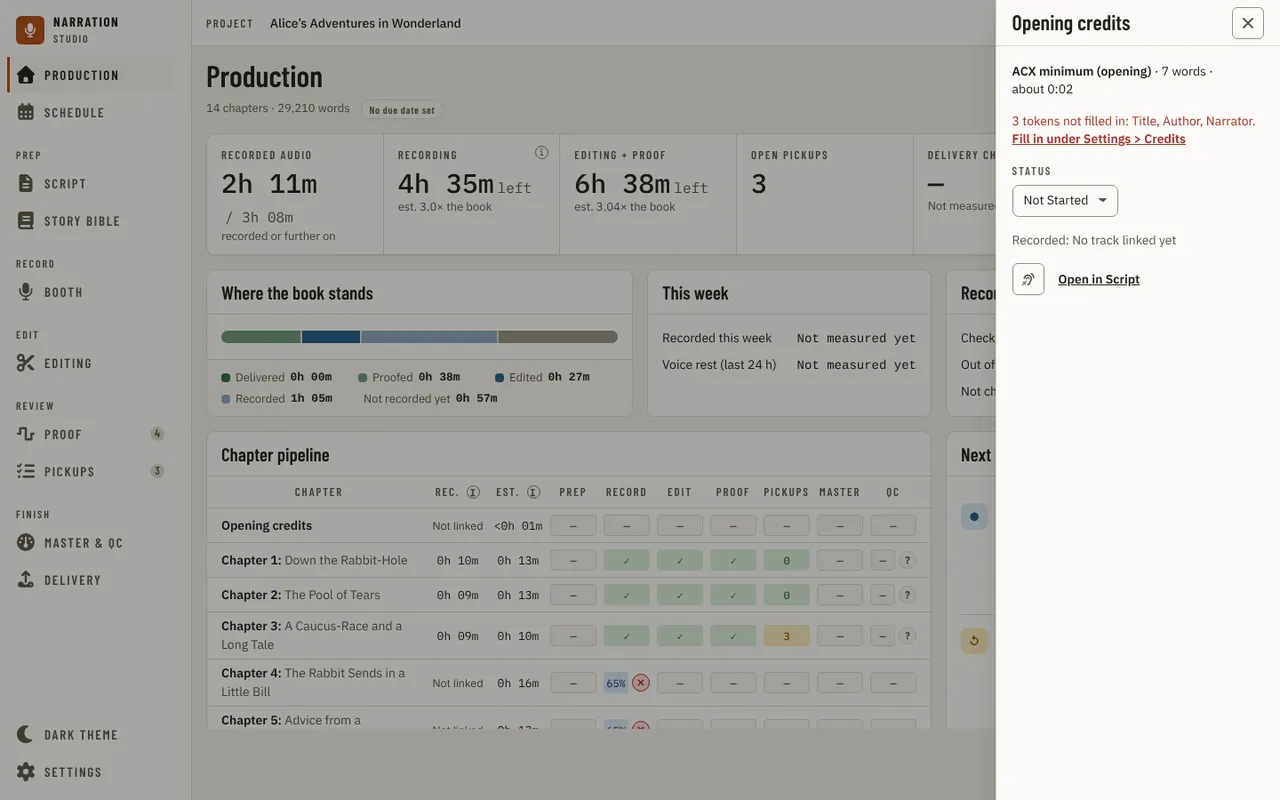 NARRATION
STUDIO
PRODUCTION
SCHEDULE
PREP
SCRIPT
STORY BIBLE
RECORD
BOOTH
EDIT
EDITING
REVIEW
PROOF 4
PICKUPS 3
FINISH
MASTER & QC
DELIVERY
DARK THEME
SETTINGS
PROJECT Alice's Adventures in Wonderland
Production
14 chapters · 29,210 words No due date set
RECORDED AUDIO
2h 11m
/ 3h 08m
recorded or further on
RECORDING
4h 35m left
est. 3.0× the book
EDITING + PROOF
6h 38m left
est. 3.04× the book
OPEN PICKUPS
3
DELIVERY CH
—
Not measure
Where the book stands
Delivered 0h 00m Proofed 0h 38m Edited 0h 27m
Recorded 1h 05m Not recorded yet 0h 57m
This week
Recorded this week Not measured yet
Voice rest (last 24 h) Not measured yet
Reco
Check
Out of
Not ch
Chapter pipeline
CHAPTER REC. EST. PREP RECORD EDIT PROOF PICKUPS MASTER QC
Opening credits Not linked <0h 01m — — — — — — —
Chapter 1: Down the Rabbit-Hole 0h 10m 0h 13m — ✓ ✓ ✓ 0 — — ?
Chapter 2: The Pool of Tears 0h 09m 0h 13m — ✓ ✓ ✓ 0 — — ?
Chapter 3: A Caucus-Race and a
Long Tale 0h 09m 0h 10m — ✓ ✓ ✓ 3 — — ?
Chapter 4: The Rabbit Sends in a
Little Bill Not linked 0h 16m — 65% — — — — —
Chapter 5: Advice from a
Next
Opening credits
ACX minimum (opening) · 7 words ·
about 0:02
3 tokens not filled in: Title, Author, Narrator.
Fill in under Settings > Credits
STATUS
Not Started
Recorded: No track linked yet
Open in Script